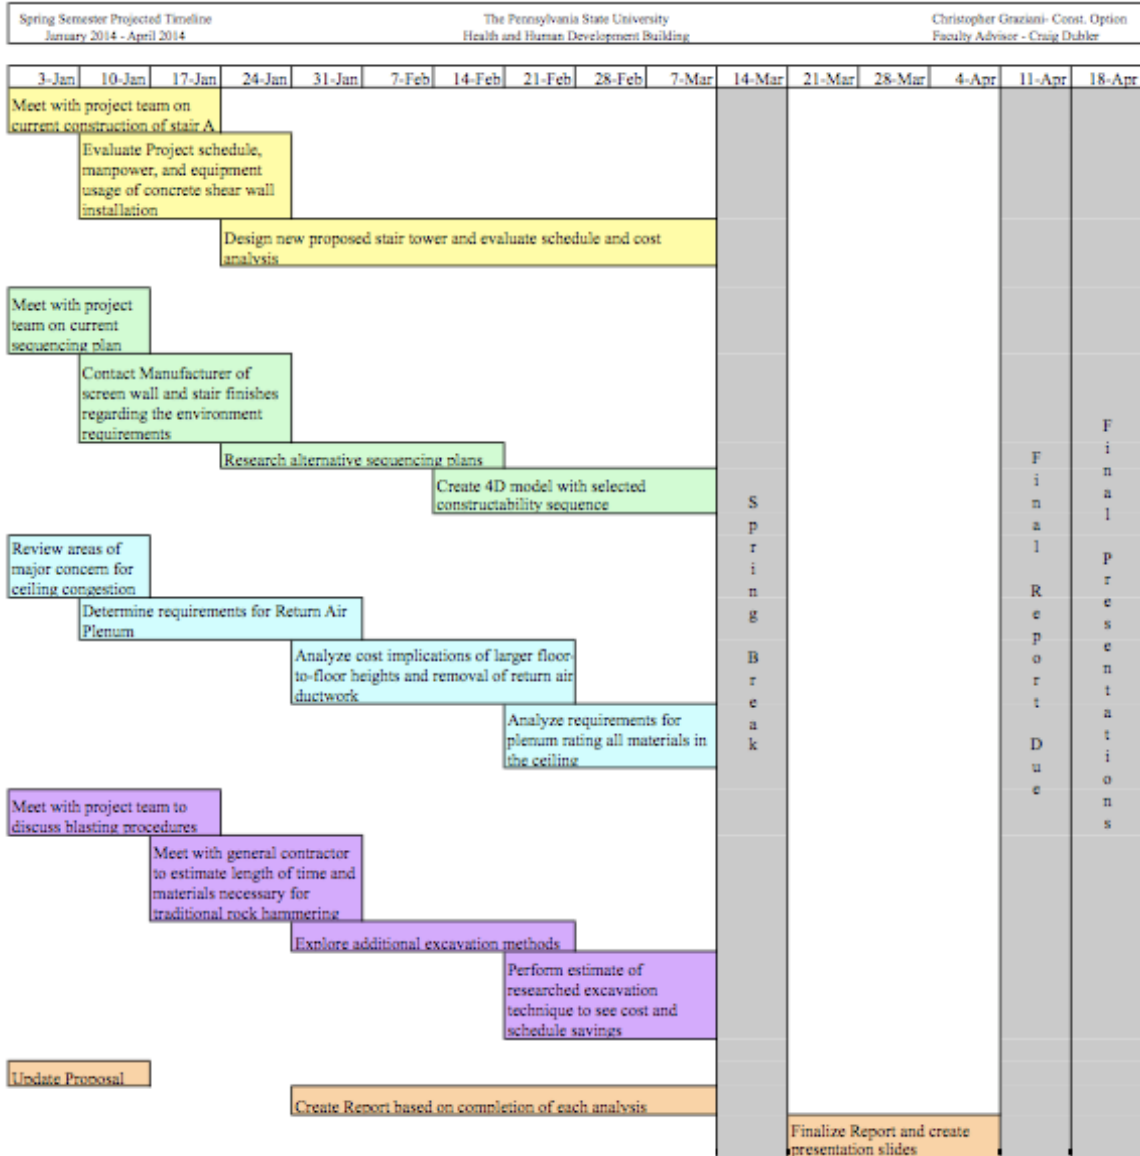 Spring Semester Projected Timeline
January 2014 - April 2014
The Pennsylvania State University
Health and Human Development Building
Christopher Graziani- Const. Option
Faculty Advisor - Craig Dubler
3-Jan 10-Jan 17-Jan 24-Jan 31-Jan 7-Feb 14-Feb 21-Feb 28-Feb 7-Mar 14-Mar 21-Mar 28-Mar 4-Apr 11-Apr 18-Apr
Meet with project team on
current construction of stair A
Evaluate Project schedule,
manpower, and equipment
usage of concrete shear wall
installation
Design new proposed stair tower and evaluate schedule and cost
analysis
Meet with project
team on current
sequencing plan
Contact Manufacturer of
screen wall and stair finishes
regarding the environment
requirements
Research alternative sequencing plans
Create 4D model with selected
constructability sequence
Review areas of
major concern for
ceiling congestion
Determine requirements for Return Air
Plenum
Analyze cost implications of larger floor-
to-floor heights and removal of return air
ductwork
Analyze requirements for
plenum rating all materials in
the ceiling
Meet with project team to
discuss blasting procedures
Meet with general contractor
to estimate length of time and
materials necessary for
traditional rock hammering
Explore additional excavation methods
Perform estimate of
researched excavation
technique to see cost and
schedule savings
Update Proposal
Create Report based on completion of each analysis
Finalize Report and create
presentation slides
Spring Break
Final Report Due
Final Presentations